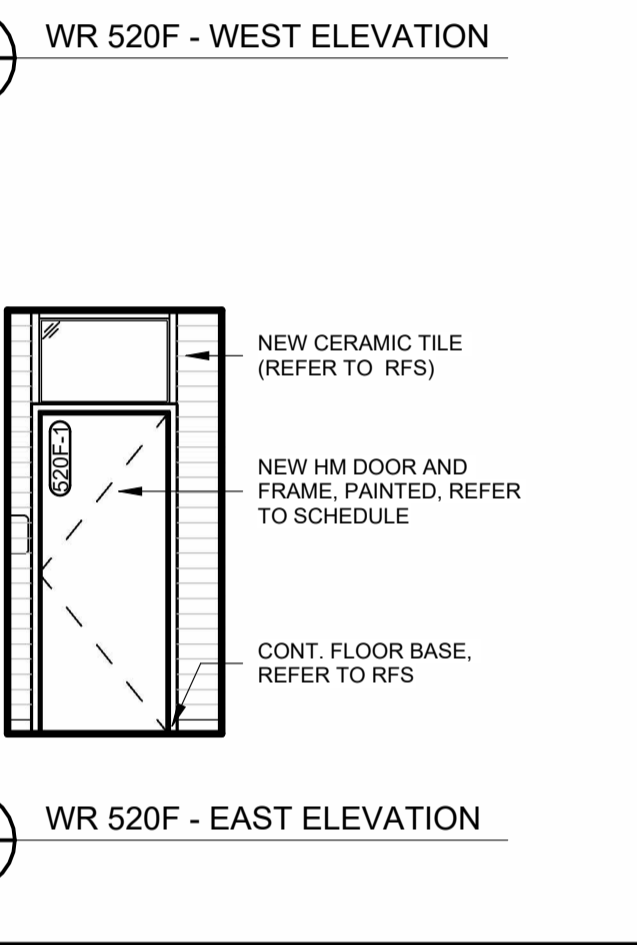 WR 520F - WEST ELEVATION
NEW CERAMIC TILE
(REFER TO RFS)
520F-1
NEW HM DOOR AND
FRAME, PAINTED, REFER
TO SCHEDULE
CONT. FLOOR BASE,
REFER TO RFS
WR 520F - EAST ELEVATION